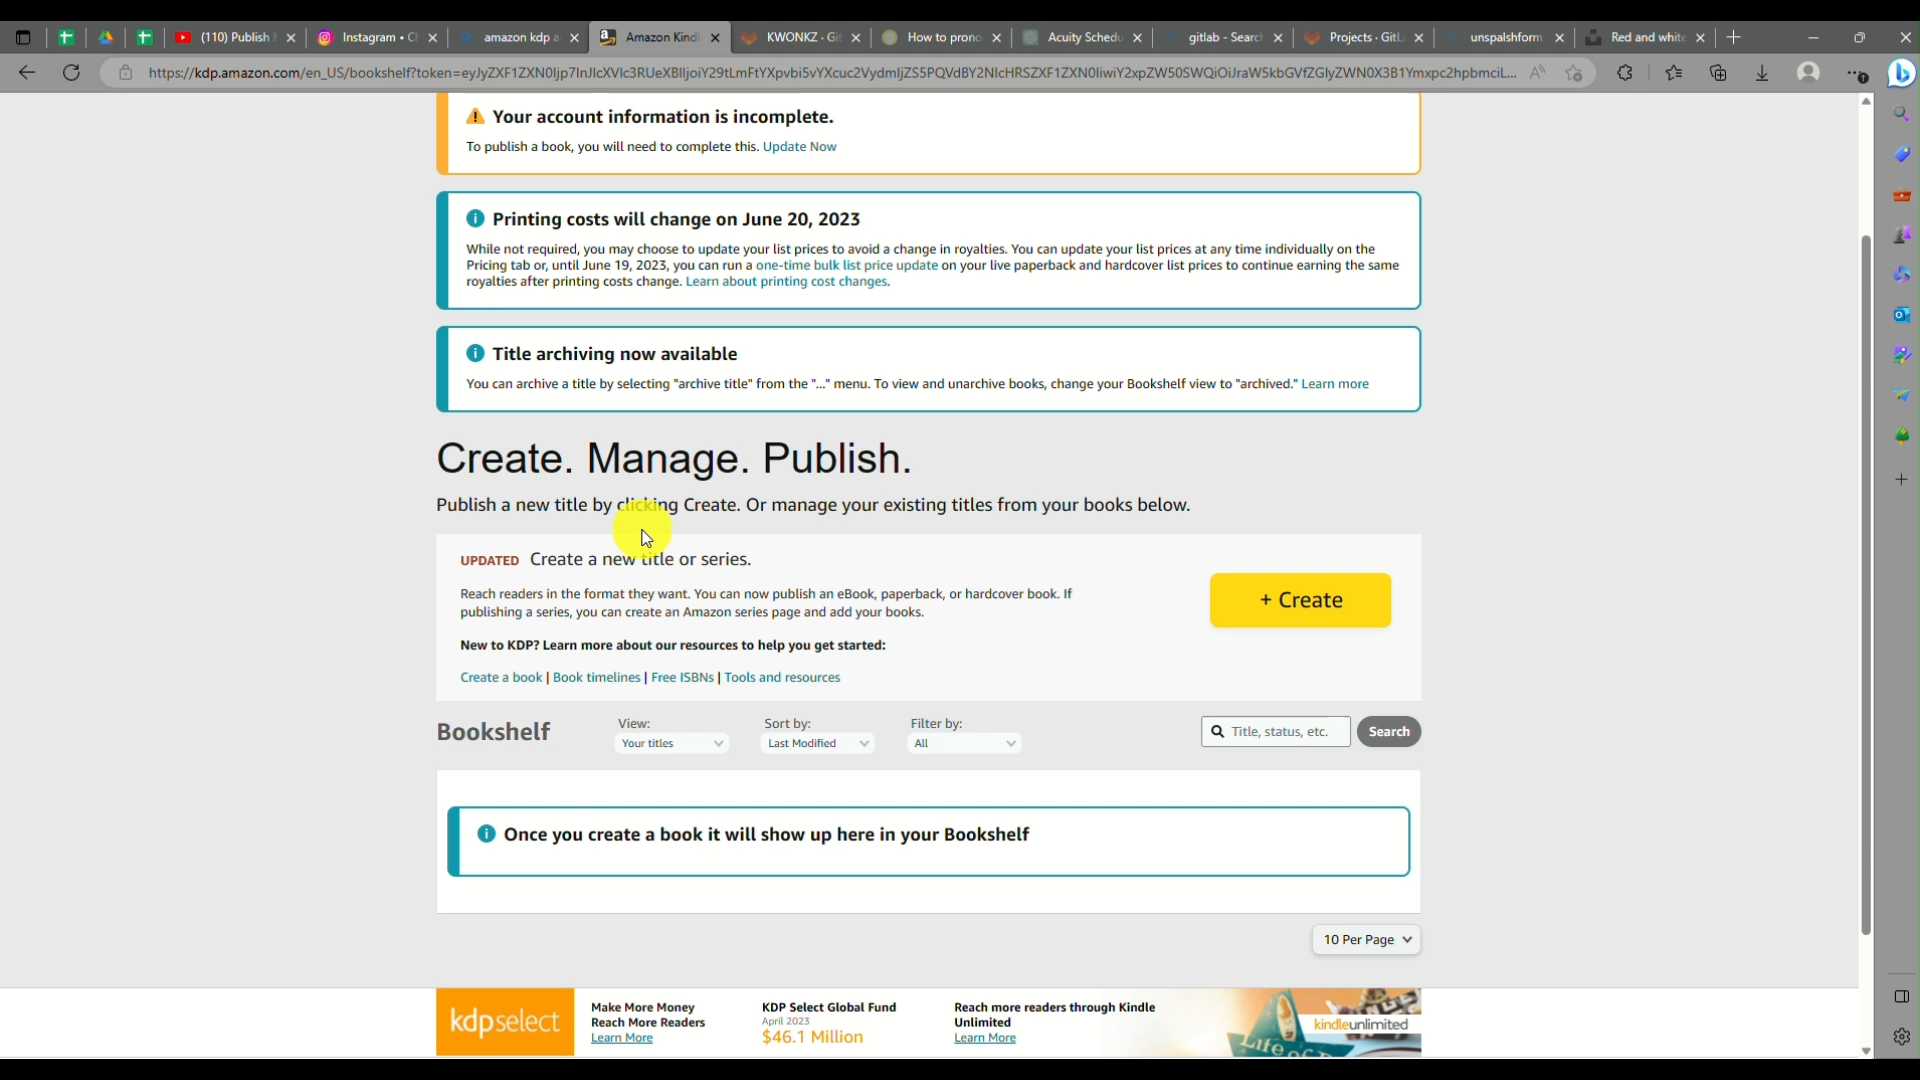 (110) Publish
Instagram • C
amazon kdp a
Amazon Kindl
KWONKZ · Git
How to prono
Acuity Schedu
gitlab - Search
Projects · GitL
unspalshform
Red and white
Your account information is incomplete.
To publish a book, you will need to complete this. Update Now
Printing costs will change on June 20, 2023
While not required, you may choose to update your list prices to avoid a change in royalties. You can update your list prices at any time individually on the
Pricing tab or, until June 19, 2023, you can run a one-time bulk list price update on your live paperback and hardcover list prices to continue earning the same
royalties after printing costs change. Learn about printing cost changes.
Title archiving now available
You can archive a title by selecting "archive title" from the "..." menu. To view and unarchive books, change your Bookshelf view to "archived." Learn more
Create. Manage. Publish.
Publish a new title by clicking Create. Or manage your existing titles from your books below.
UPDATED Create a new title or series.
Reach readers in the format they want. You can now publish an eBook, paperback, or hardcover book. If
publishing a series, you can create an Amazon series page and add your books.
+ Create
New to KDP? Learn more about our resources to help you get started:
Create a book | Book timelines | Free ISBNs | Tools and resources
Bookshelf
View:
Your titles
Sort by:
Last Modified
Filter by:
All
Title, status, etc.
Search
Once you create a book it will show up here in your Bookshelf
10 Per Page
kdpselect
Make More Money
Reach More Readers
Learn More
KDP Select Global Fund
April 2023
$46.1 Million
Reach more readers through Kindle
Unlimited
Learn More
kindleunlimited
Life of